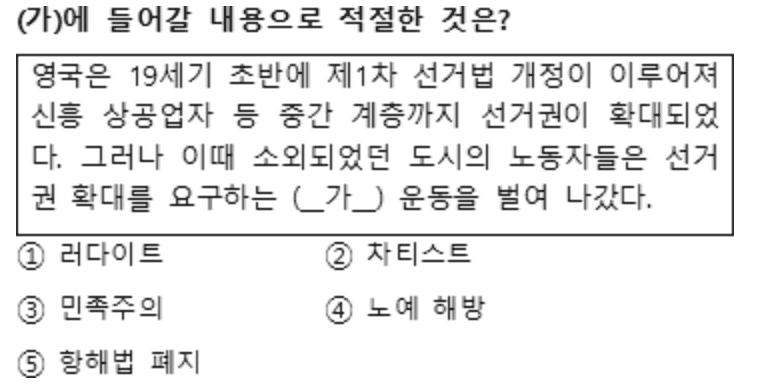 (가)에 들어갈 내용으로 적절한 것은?
영국은 19세기 초반에 제1차 선거법 개정이 이루어져
신흥 상공업자 등 중간 계층까지 선거권이 확대되었
다. 그러나 이때 소외되었던 도시의 노동자들은 선거
권 확대를 요구하는 (_가_) 운동을 벌여 나갔다.
① 러다이트 ② 차티스트
③ 민족주의 ④ 노예 해방
⑤ 항해법 폐지